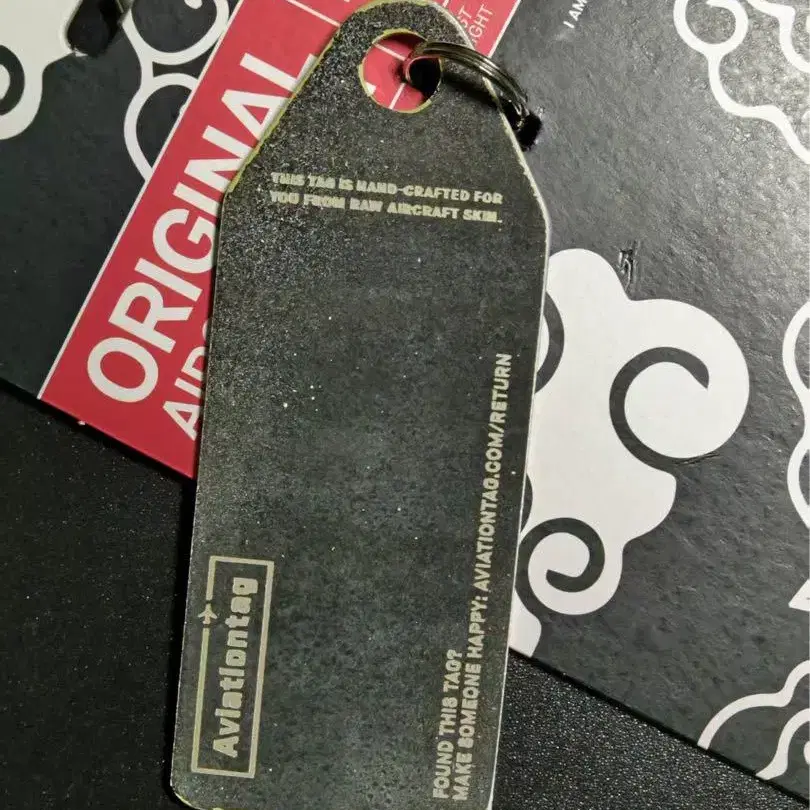 ORIGINAL
I AM
THIS TAG IS HAND-CRAFTED FOR
YOU FROM RAW AIRCRAFT SKIN.
Aviationtag
FOUND THIS TAG?
MAKE SOMEONE HAPPY: AVIATIONTAG.COM/RETURN